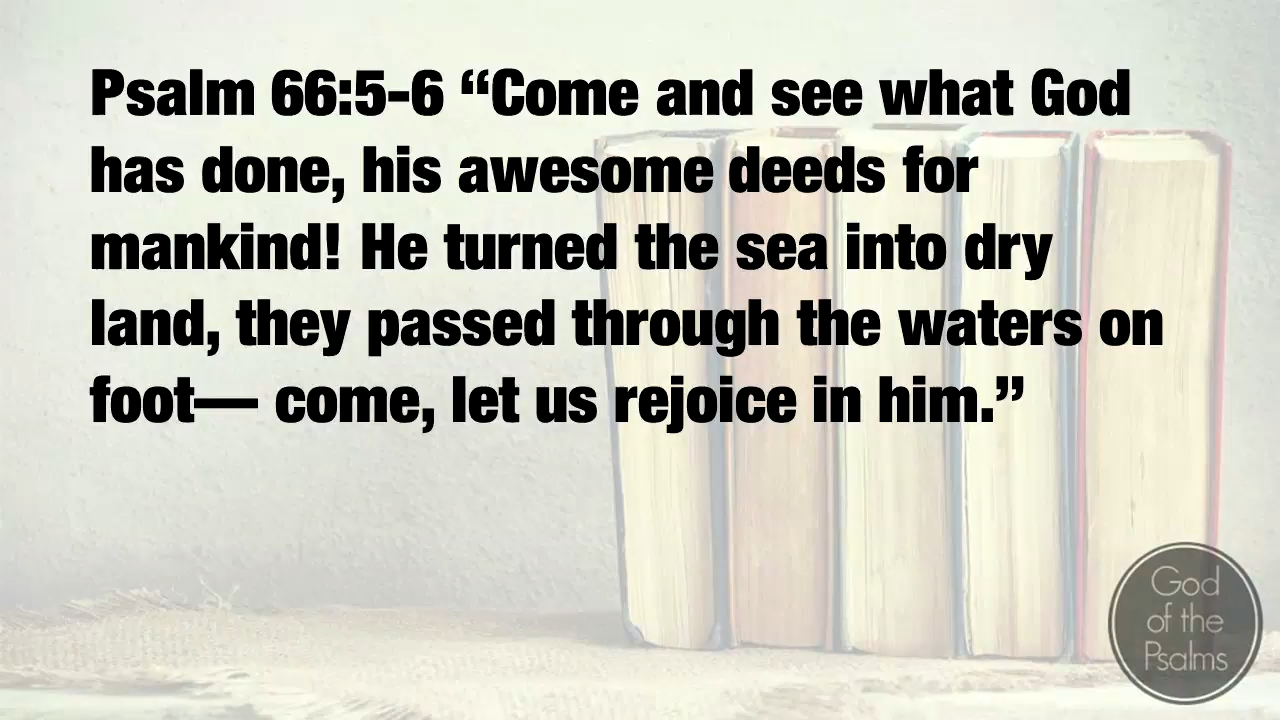 Psalm 66:5-6 “Come and see what God
has done, his awesome deeds for
mankind! He turned the sea into dry
land, they passed through the waters on
foot— come, let us rejoice in him.”
God
of the
Psalms